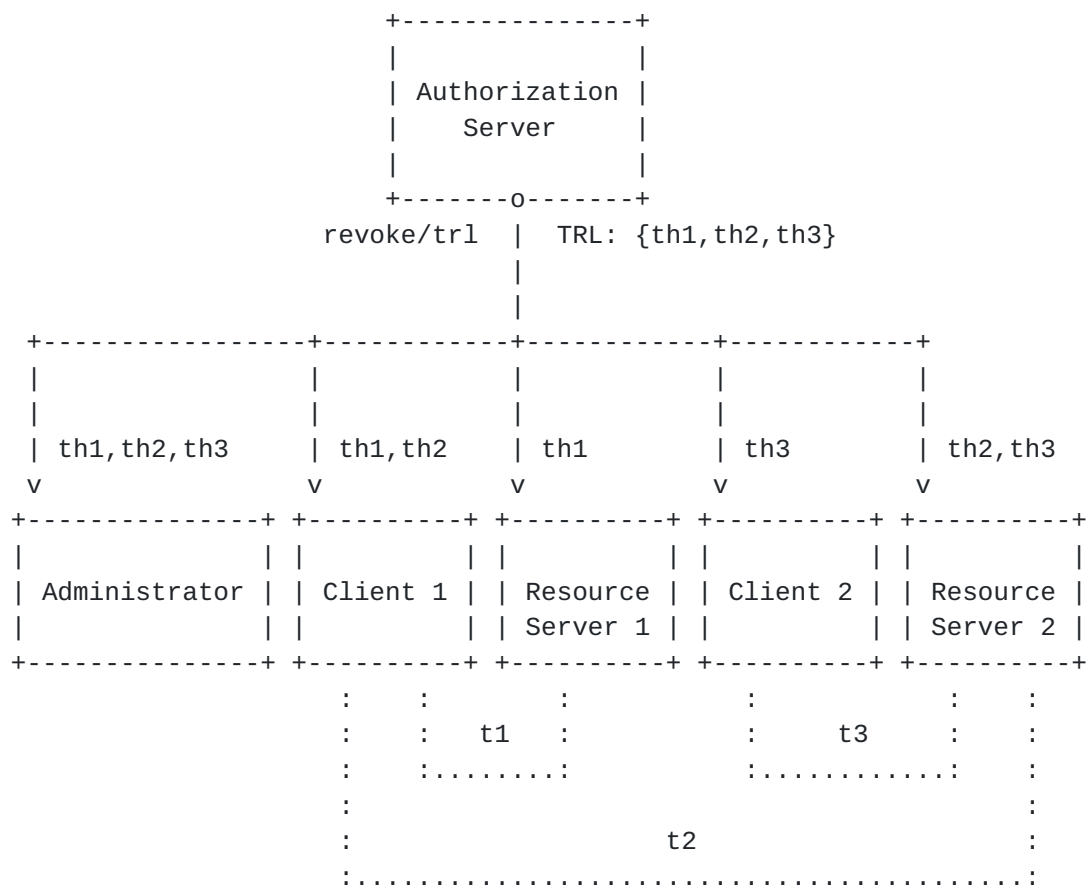 Authorization
Server
revoke/trl TRL: {th1,th2,th3}
th1,th2,th3 th1,th2 th1 th3 th2,th3
Administrator Client 1 Resource Client 2 Resource
Server 1 Server 2
t1 t3
t2